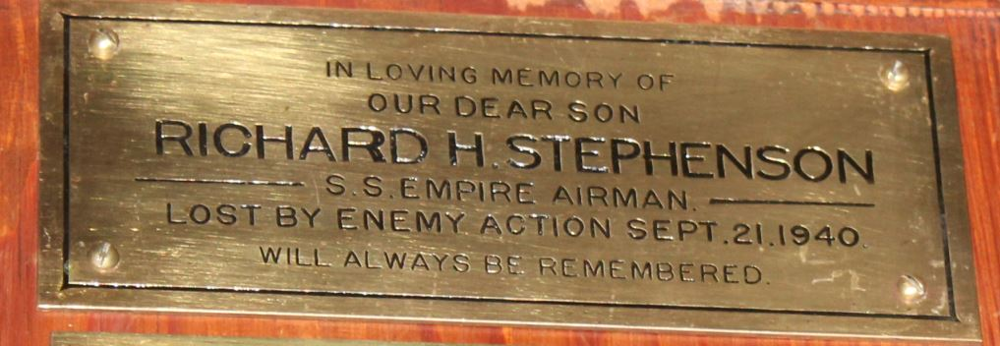 IN LOVING MEMORY OF
OUR DEAR SON
RICHARD H. STEPHENSON
S.S. EMPIRE AIRMAN.
LOST BY ENEMY ACTION SEPT.21.1940.
WILL ALWAYS BE REMEMBERED.